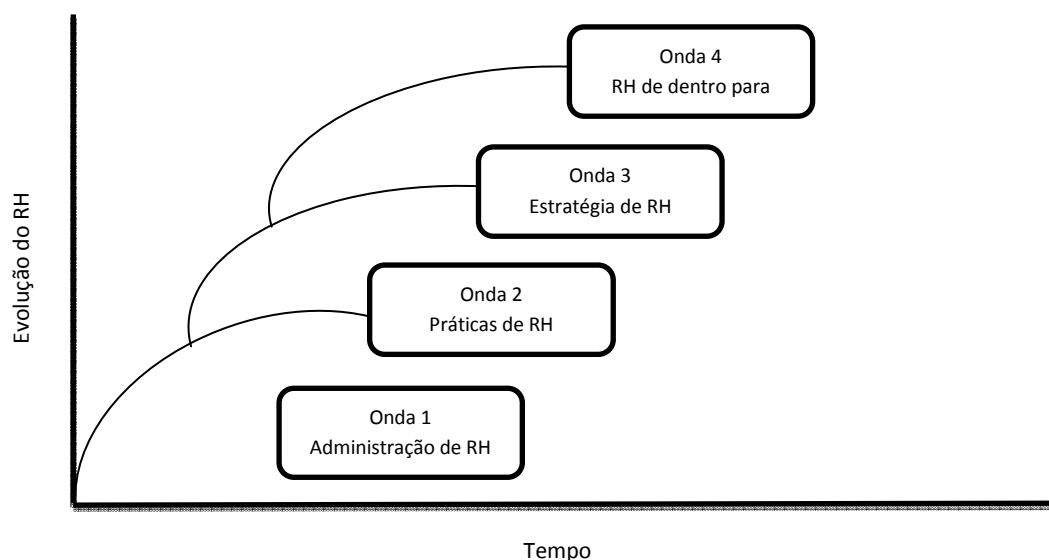 Onda 4
RH de dentro para
Onda 3
Estratégia de RH
Onda 2
Práticas de RH
Onda 1
Administração de RH
Evolução do RH
Tempo